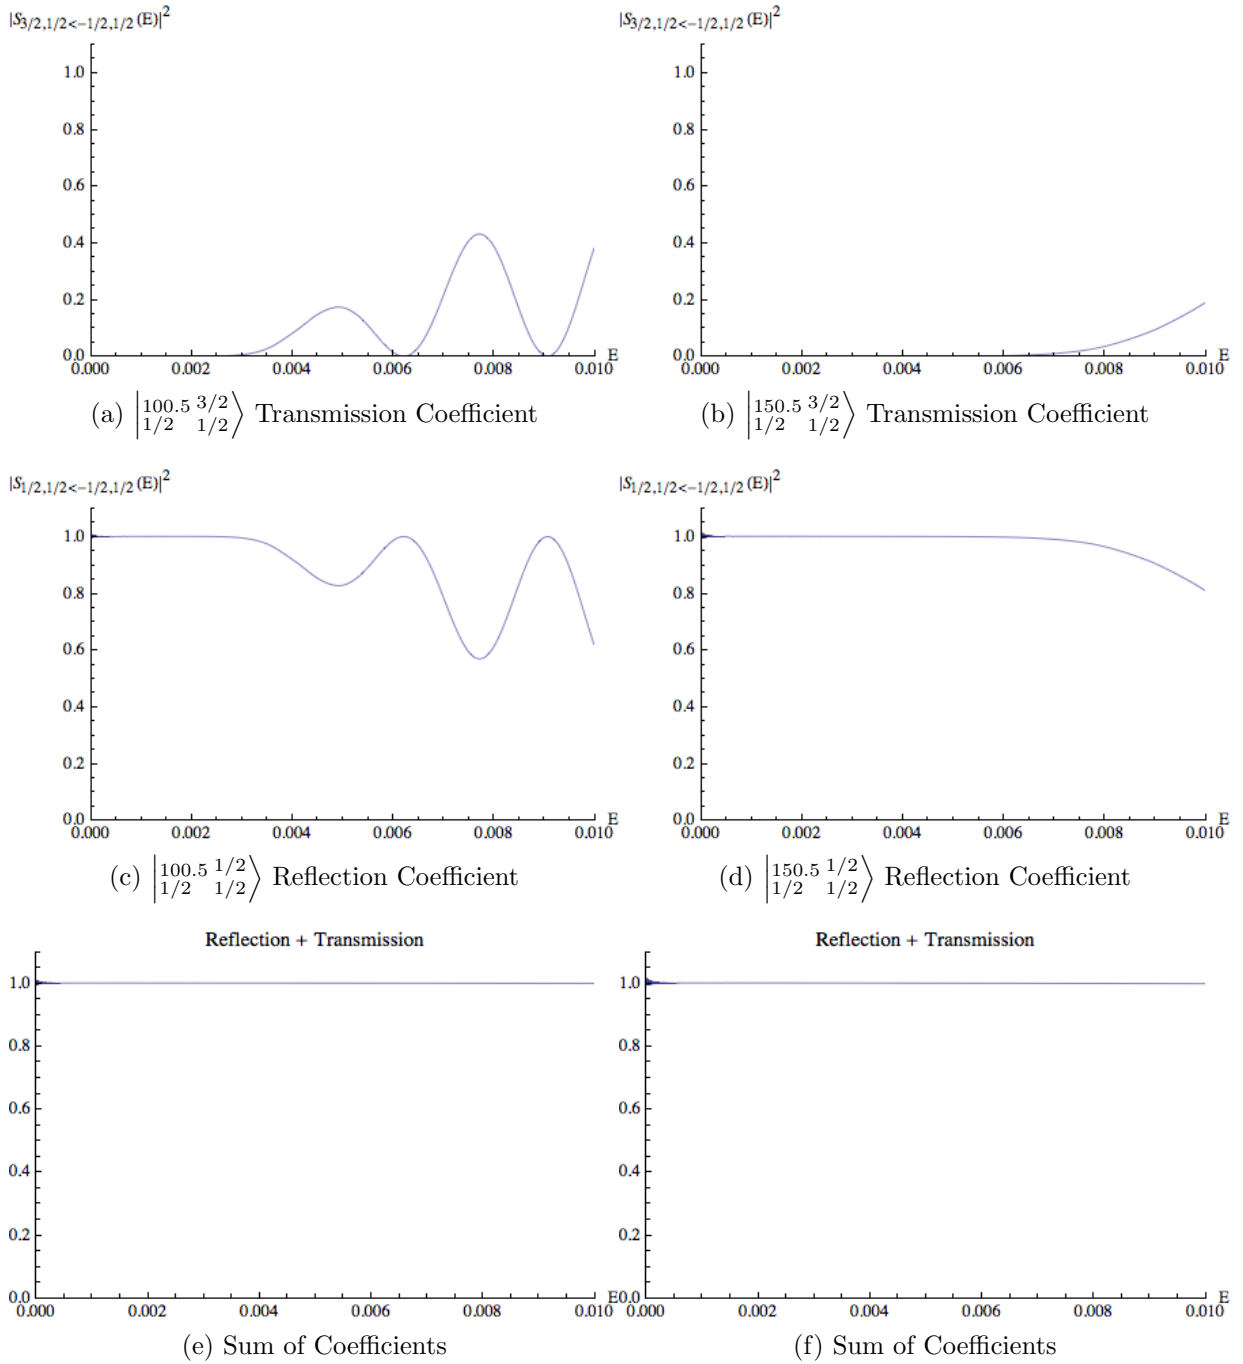 |S3/2,1/2<-1/2,1/2 (E)|²
1.0
0.8
0.6
0.4
0.2
0.0
0.000 0.002 0.004 0.006 0.008 0.010
E
(a) |100.5 3/2 1/2 1/2⟩ Transmission Coefficient
|S3/2,1/2<-1/2,1/2 (E)|²
1.0
0.8
0.6
0.4
0.2
0.0
0.000 0.002 0.004 0.006 0.008 0.010
E
(b) |150.5 3/2 1/2 1/2⟩ Transmission Coefficient
|S1/2,1/2<-1/2,1/2 (E)|²
1.0
0.8
0.6
0.4
0.2
0.0
0.000 0.002 0.004 0.006 0.008 0.010
E
(c) |100.5 1/2 1/2 1/2⟩ Reflection Coefficient
|S1/2,1/2<-1/2,1/2 (E)|²
1.0
0.8
0.6
0.4
0.2
0.0
0.000 0.002 0.004 0.006 0.008 0.010
E
(d) |150.5 1/2 1/2 1/2⟩ Reflection Coefficient
Reflection + Transmission
1.0
0.8
0.6
0.4
0.2
0.0
0.000 0.002 0.004 0.006 0.008 0.010
E
(e) Sum of Coefficients
Reflection + Transmission
1.0
0.8
0.6
0.4
0.2
0.0
0.000 0.002 0.004 0.006 0.008 0.010
E
(f) Sum of Coefficients